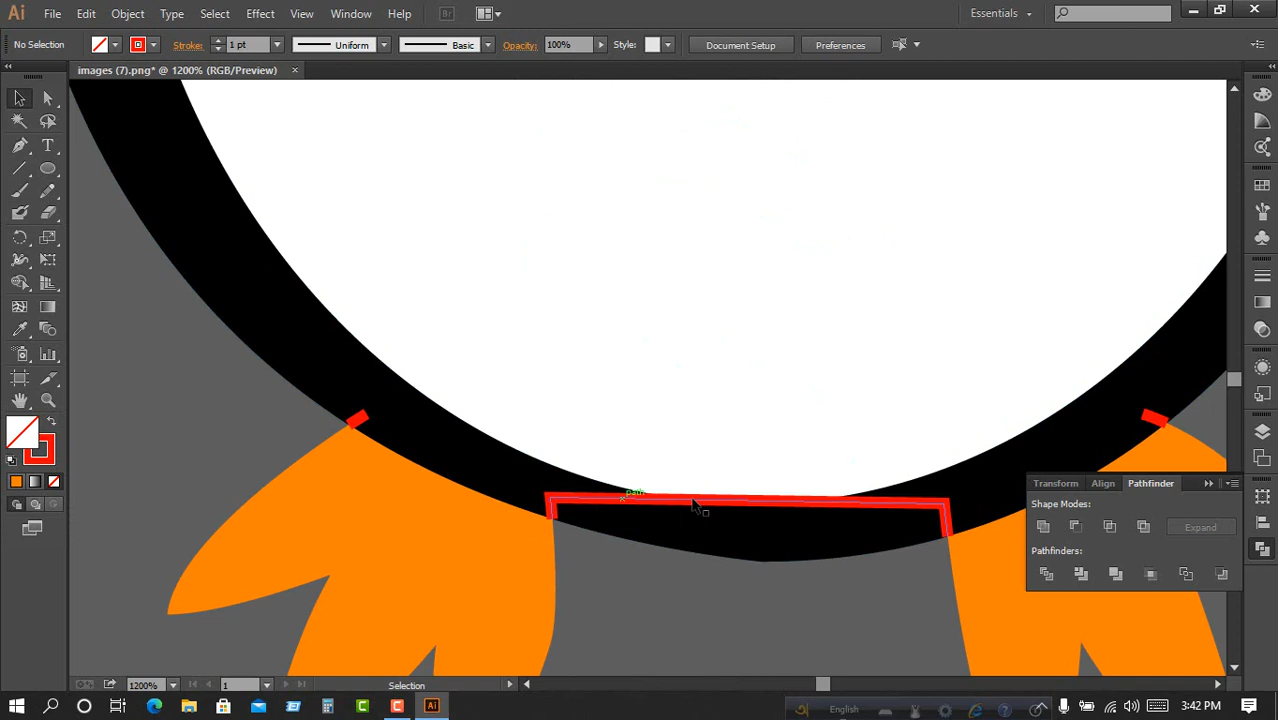 Ai File Edit Object Type Select Effect View Window Help Br Essentials
No Selection Stroke: 1 pt Uniform Basic Opacity: 100% Style: Document Setup Preferences
images (7).png* @ 1200% (RGB/Preview)
path
Transform Align Pathfinder
Shape Modes:
Expand
Pathfinders:
1200% 1 Selection
English 3:42 PM